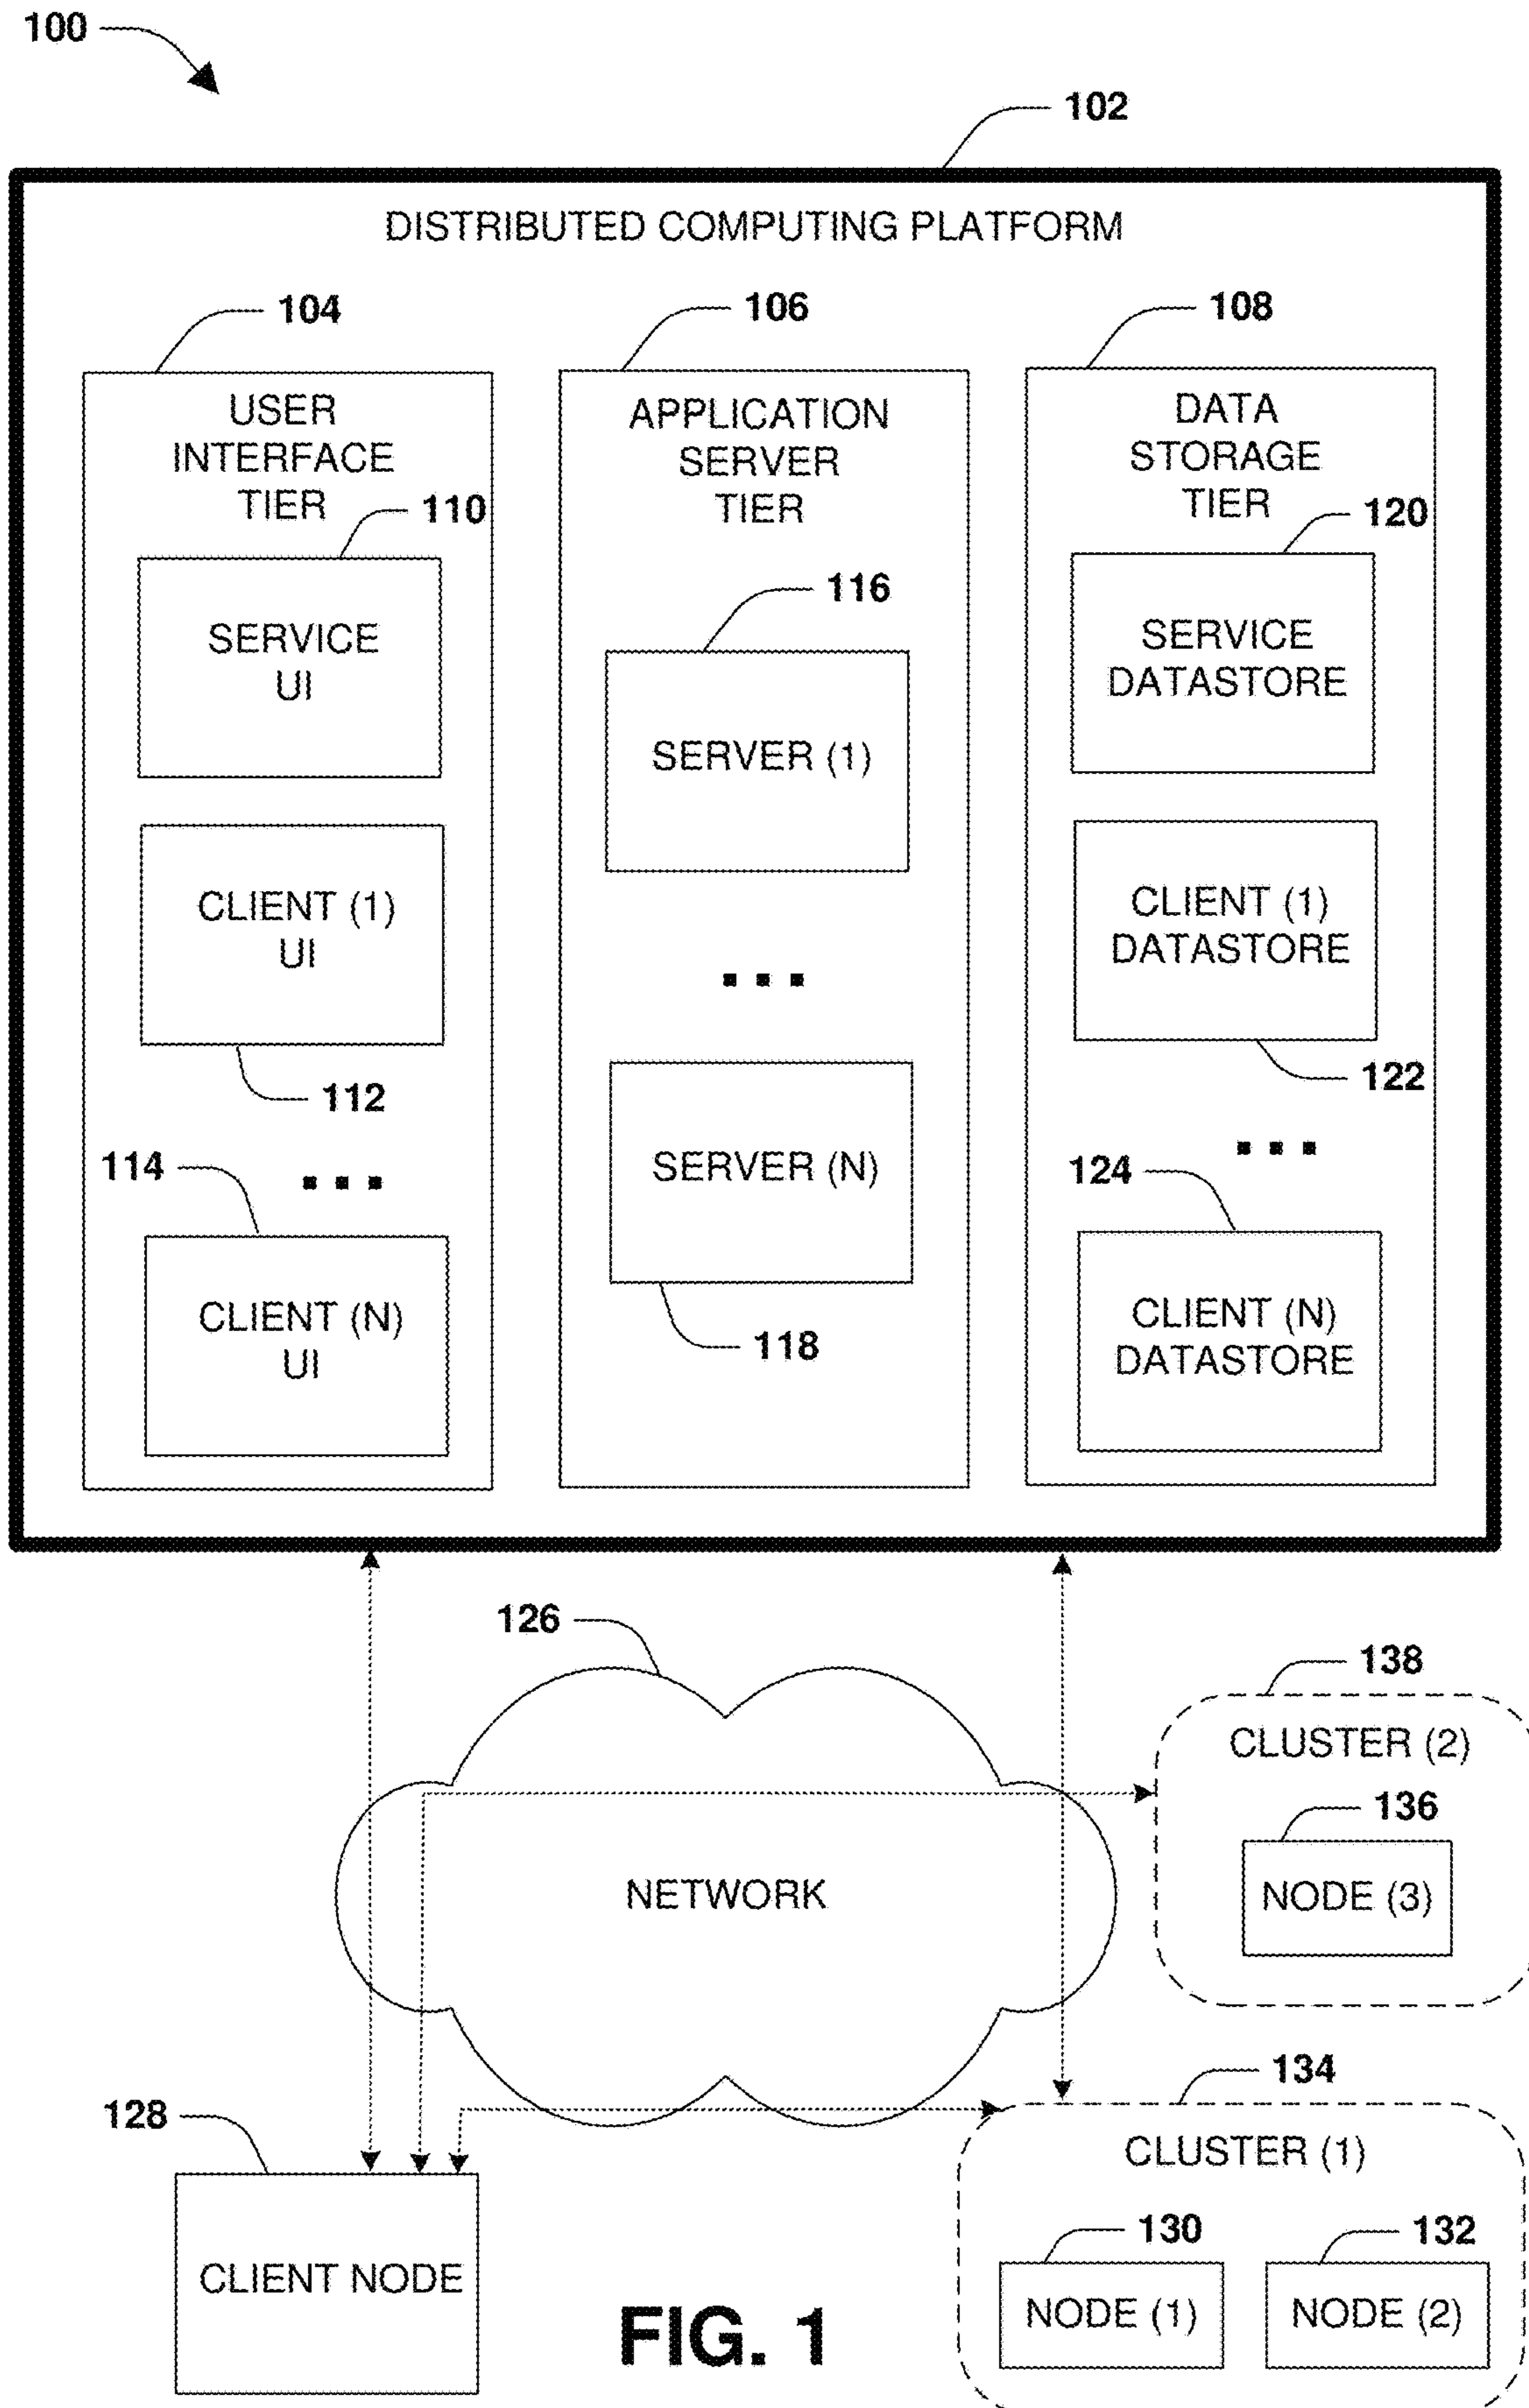 100
102
DISTRIBUTED COMPUTING PLATFORM
104
106
108
USER
INTERFACE
TIER
110
SERVICE
UI
CLIENT (1)
UI
112
114
CLIENT (N)
UI
APPLICATION
SERVER
TIER
116
SERVER (1)
SERVER (N)
118
DATA
STORAGE
TIER
120
SERVICE
DATASTORE
CLIENT (1)
DATASTORE
122
124
CLIENT (N)
DATASTORE
126
NETWORK
138
CLUSTER (2)
136
NODE (3)
128
CLIENT NODE
134
CLUSTER (1)
130
NODE (1)
132
NODE (2)
FIG. 1